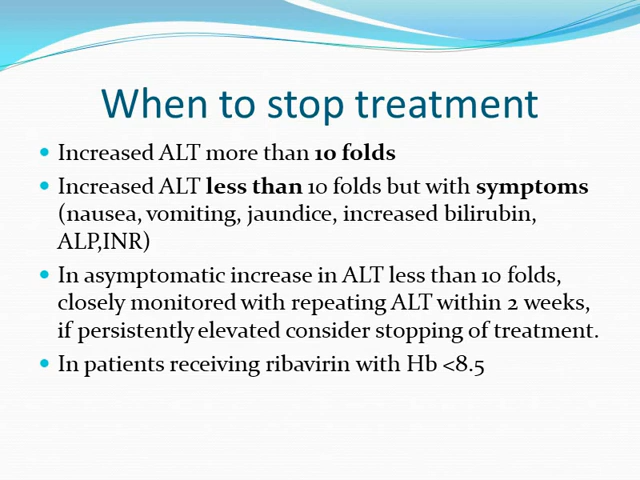 When to stop treatment
• Increased ALT more than 10 folds
• Increased ALT less than 10 folds but with symptoms
(nausea, vomiting, jaundice, increased bilirubin,
ALP,INR)
• In asymptomatic increase in ALT less than 10 folds,
closely monitored with repeating ALT within 2 weeks,
if persistently elevated consider stopping of treatment.
• In patients receiving ribavirin with Hb <8.5